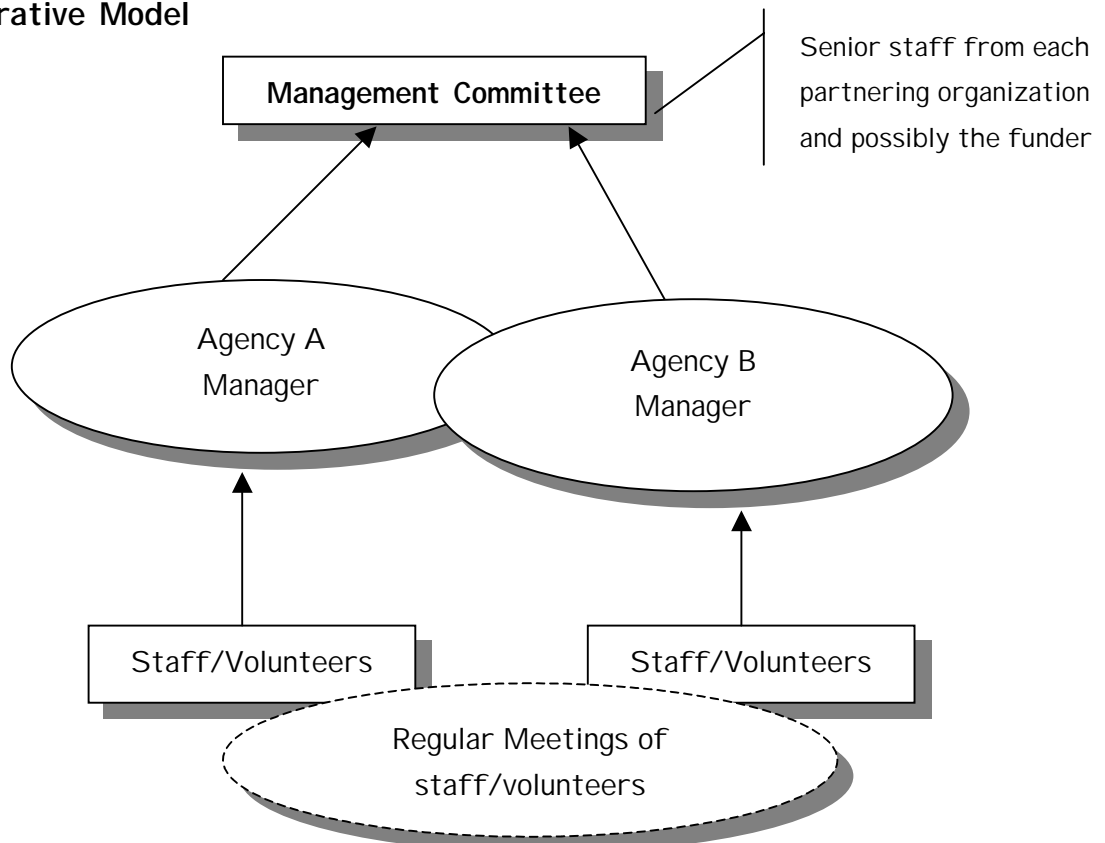 rative Model
Senior staff from each
partnering organization
and possibly the funder
Management Committee
Agency A
Manager
Agency B
Manager
Staff/Volunteers
Staff/Volunteers
Regular Meetings of
staff/volunteers